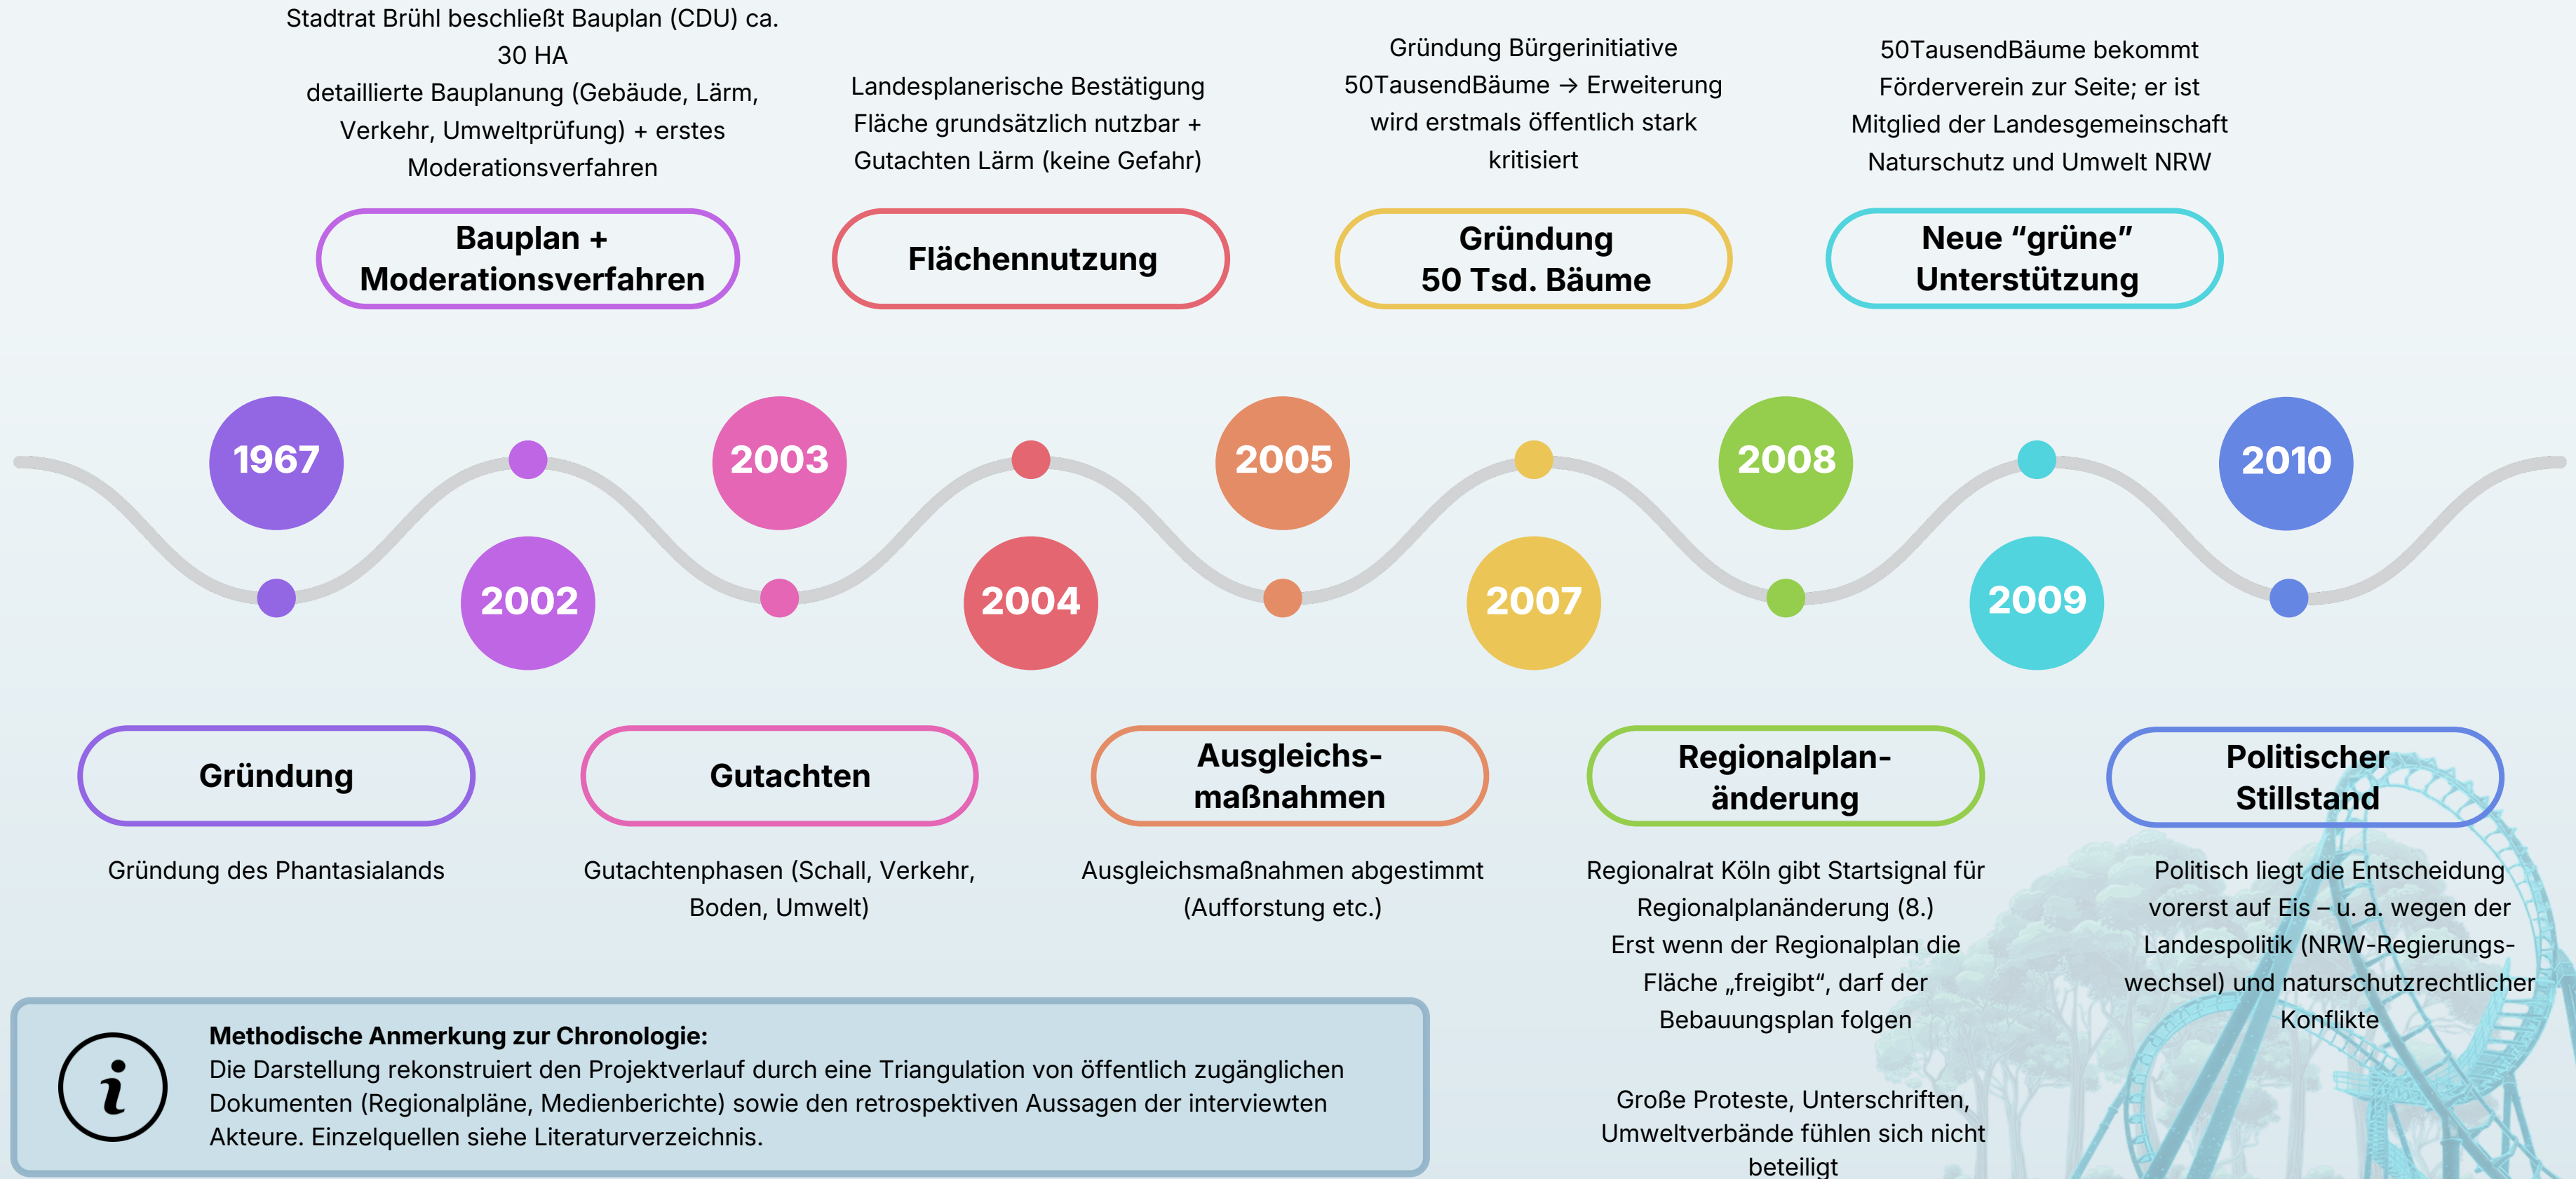 Stadtrat Brühl beschließt Bauplan (CDU) ca.
30 HA
detaillierte Bauplanung (Gebäude, Lärm,
Verkehr, Umweltprüfung) + erstes
Moderationsverfahren
Landesplanerische Bestätigung
Fläche grundsätzlich nutzbar +
Gutachten Lärm (keine Gefahr)
Gründung Bürgerinitiative
50TausendBäume → Erweiterung
wird erstmals öffentlich stark
kritisiert
50TausendBäume bekommt
Förderverein zur Seite; er ist
Mitglied der Landesgemeinschaft
Naturschutz und Umwelt NRW
Bauplan +
Moderationsverfahren
Flächennutzung
Gründung
50 Tsd. Bäume
Neue “grüne”
Unterstützung
1967
2002
2003
2004
2005
2007
2008
2009
2010
Gründung
Gründung des Phantasialands
Gutachten
Gutachtenphasen (Schall, Verkehr,
Boden, Umwelt)
Ausgleichs-
maßnahmen
Ausgleichsmaßnahmen abgestimmt
(Aufforstung etc.)
Regionalplan-
änderung
Regionalrat Köln gibt Startsignal für
Regionalplanänderung (8.)
Erst wenn der Regionalplan die
Fläche „freigibt“, darf der
Bebauungsplan folgen
Große Proteste, Unterschriften,
Umweltverbände fühlen sich nicht
beteiligt
Politischer
Stillstand
Politisch liegt die Entscheidung
vorerst auf Eis – u. a. wegen der
Landespolitik (NRW-Regierungs-
wechsel) und naturschutzrechtlicher
Konflikte
i
Methodische Anmerkung zur Chronologie:
Die Darstellung rekonstruiert den Projektverlauf durch eine Triangulation von öffentlich zugänglichen
Dokumenten (Regionalpläne, Medienberichte) sowie den retrospektiven Aussagen der interviewten
Akteure. Einzelquellen siehe Literaturverzeichnis.